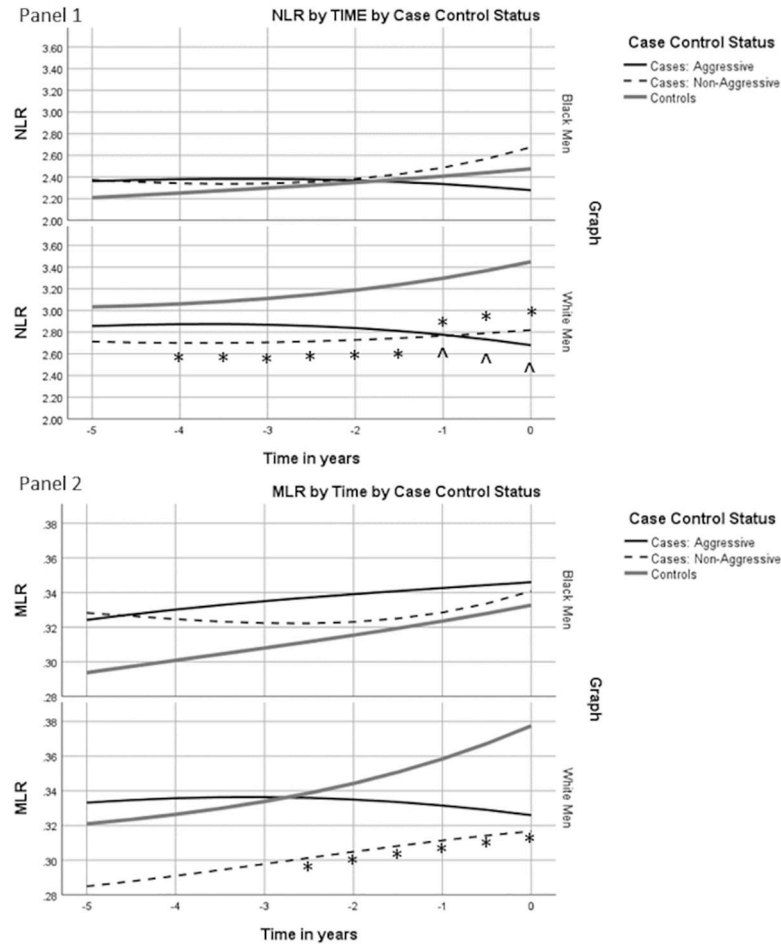 Panel 1
NLR by TIME by Case Control Status
Case Control Status
Cases: Aggressive
Cases: Non-Aggressive
Controls
NLR
3.60
3.40
3.20
3.00
2.80
2.60
2.40
2.20
2.00
Black Men
Graph
NLR
3.60
3.40
3.20
3.00
2.80
2.60
2.40
2.20
2.00
* * *
* * * * * * ^ ^ ^
White Men
-5 -4 -3 -2 -1 0
Time in years
Panel 2
MLR by Time by Case Control Status
Case Control Status
Cases: Aggressive
Cases: Non-Aggressive
Controls
MLR
.38
.36
.34
.32
.30
.28
Black Men
Graph
MLR
.38
.36
.34
.32
.30
.28
* * * * * *
White Men
-5 -4 -3 -2 -1 0
Time in years